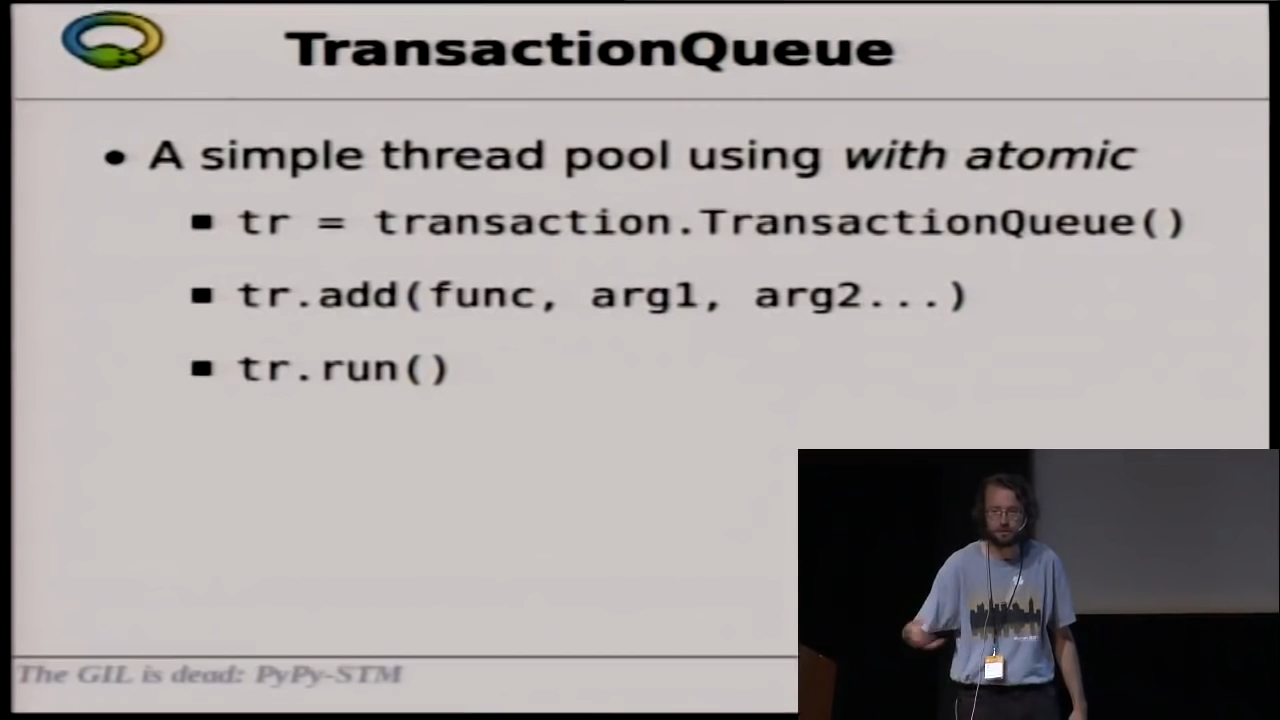 TransactionQueue
• A simple thread pool using with atomic
▪ tr = transaction.TransactionQueue()
▪ tr.add(func, arg1, arg2...)
▪ tr.run()
The GIL is dead: PyPy-STM